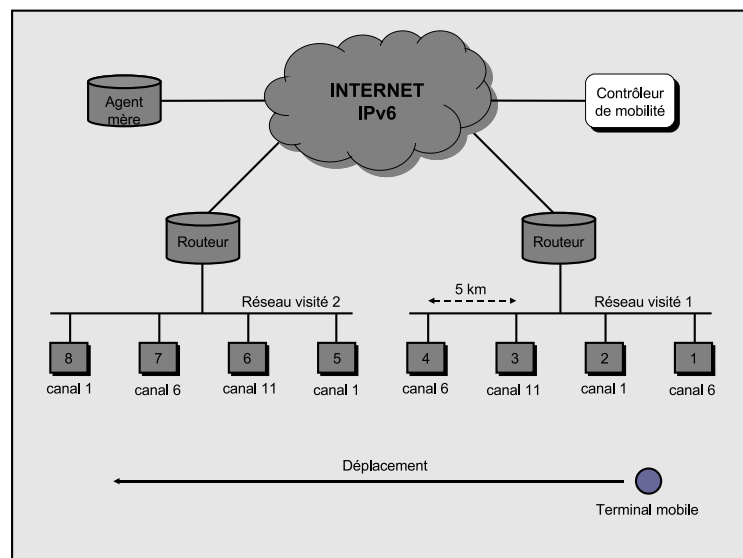 INTERNET
IPv6
Agent
mère
Contrôleur
de mobilité
Routeur
Routeur
5 km
Réseau visité 2
Réseau visité 1
8
7
6
5
4
3
2
1
canal 1
canal 6
canal 11
canal 1
canal 6
canal 11
canal 1
canal 6
Déplacement
Terminal mobile